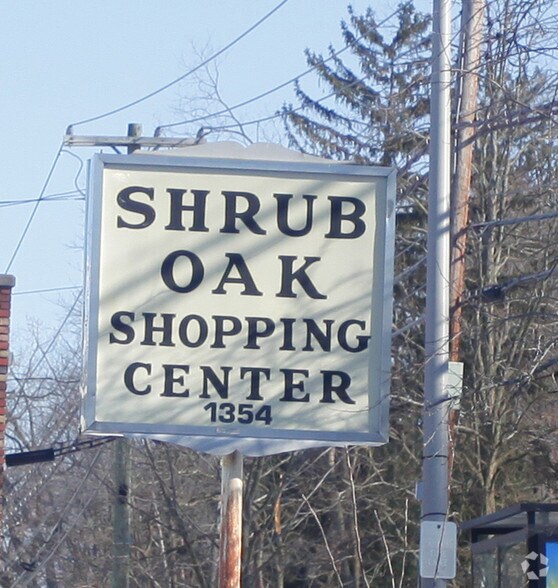 SHRUB
OAK
SHOPPING
CENTER
1354